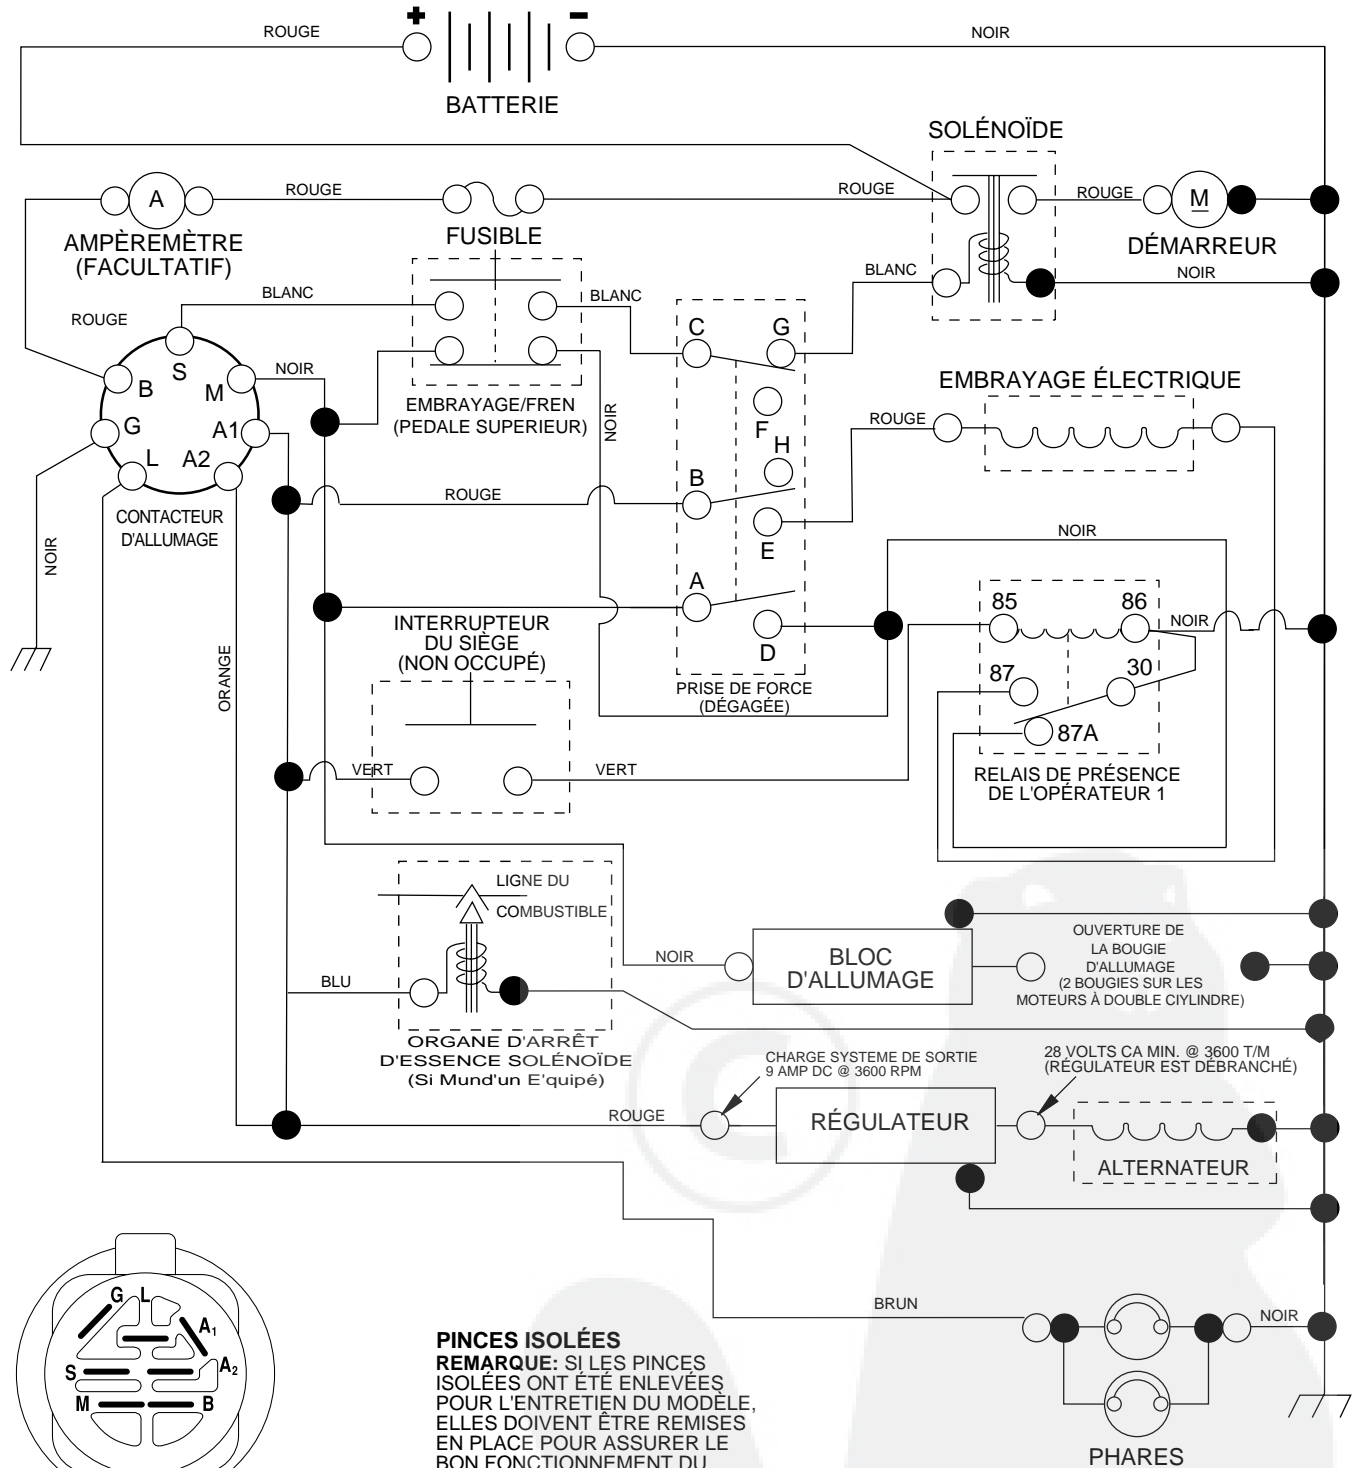 + −
ROUGE
NOIR
BATTERIE
SOLÉNOÏDE
A
ROUGE
ROUGE
ROUGE
M
AMPÈREMÈTRE
(FACULTATIF)
FUSIBLE
DÉMARREUR
BLANC
NOIR
BLANC
BLANC
ROUGE
C G
S
B M
NOIR
G A1
L A2
EMBRAYAGE/FREN
(PEDALE SUPERIEUR)
NOIR
F
H
EMBRAYAGE ÉLECTRIQUE
ROUGE
B
ROUGE
E
CONTACTEUR
D'ALLUMAGE
NOIR
NOIR
A
D
85 86
NOIR
87 30
87A
INTERRUPTEUR
DU SIÈGE
(NON OCCUPÉ)
ORANGE
PRISE DE FORCE
(DÉGAGÉE)
VERT
VERT
RELAIS DE PRÉSENCE
DE L'OPÉRATEUR 1
LIGNE DU
COMBUSTIBLE
BLU
NOIR
BLOC
D'ALLUMAGE
OUVERTURE DE
LA BOUGIE
D'ALLUMAGE
(2 BOUGIES SUR LES
MOTEURS À DOUBLE CIYLINDRE)
ORGANE D'ARRÊT
D'ESSENCE SOLÉNOÏDE
(Si Mund'un E'quipé)
CHARGE SYSTEME DE SORTIE
9 AMP DC @ 3600 RPM
28 VOLTS CA MIN. @ 3600 T/M
(RÉGULATEUR EST DÉBRANCHÉ)
ROUGE
RÉGULATEUR
ALTERNATEUR
©
BRUN
NOIR
PHARES
G L
A1
S A2
M B
PINCES ISOLÉES
REMARQUE: SI LES PINCES
ISOLÉES ONT ÉTÉ ENLEVÉES
POUR L'ENTRETIEN DU MODÈLE,
ELLES DOIVENT ÊTRE REMISES
EN PLACE POUR ASSURER LE
BON FONCTIONNEMENT DU